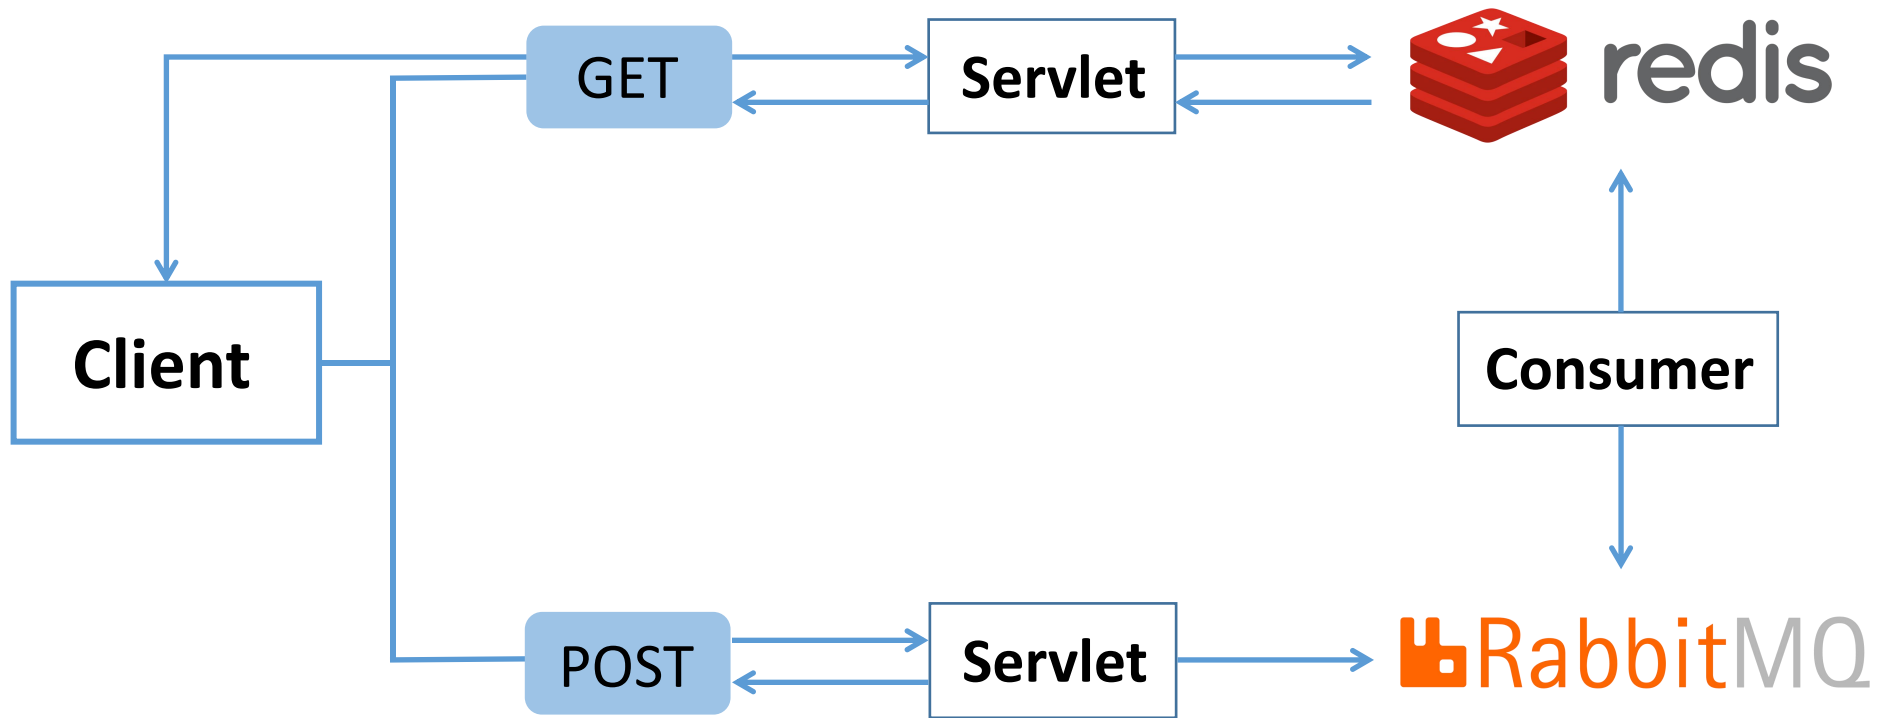 GET
Servlet
redis
Client
Consumer
POST
Servlet
RabbitMQ